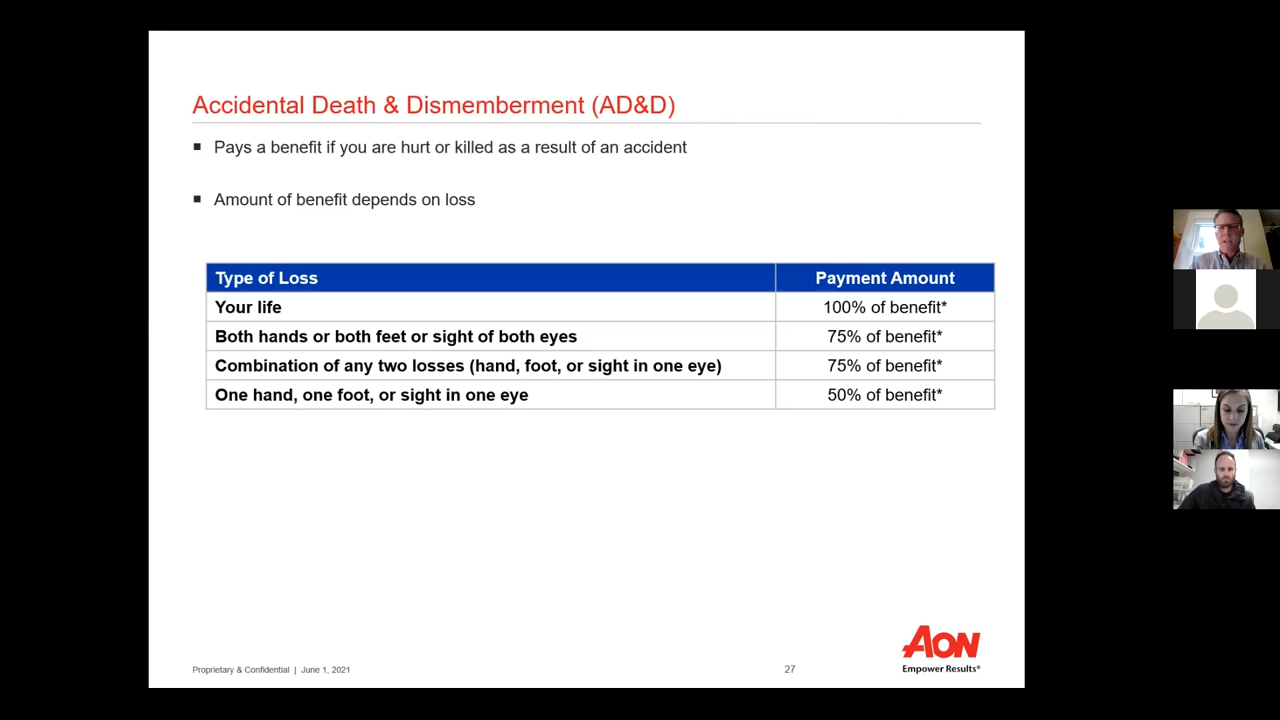 Accidental Death & Dismemberment (AD&D)
▪ Pays a benefit if you are hurt or killed as a result of an accident
▪ Amount of benefit depends on loss
Type of Loss Payment Amount
Your life 100% of benefit*
Both hands or both feet or sight of both eyes 75% of benefit*
Combination of any two losses (hand, foot, or sight in one eye) 75% of benefit*
One hand, one foot, or sight in one eye 50% of benefit*
AON
Empower Results®
Proprietary & Confidential | June 1, 2021 27